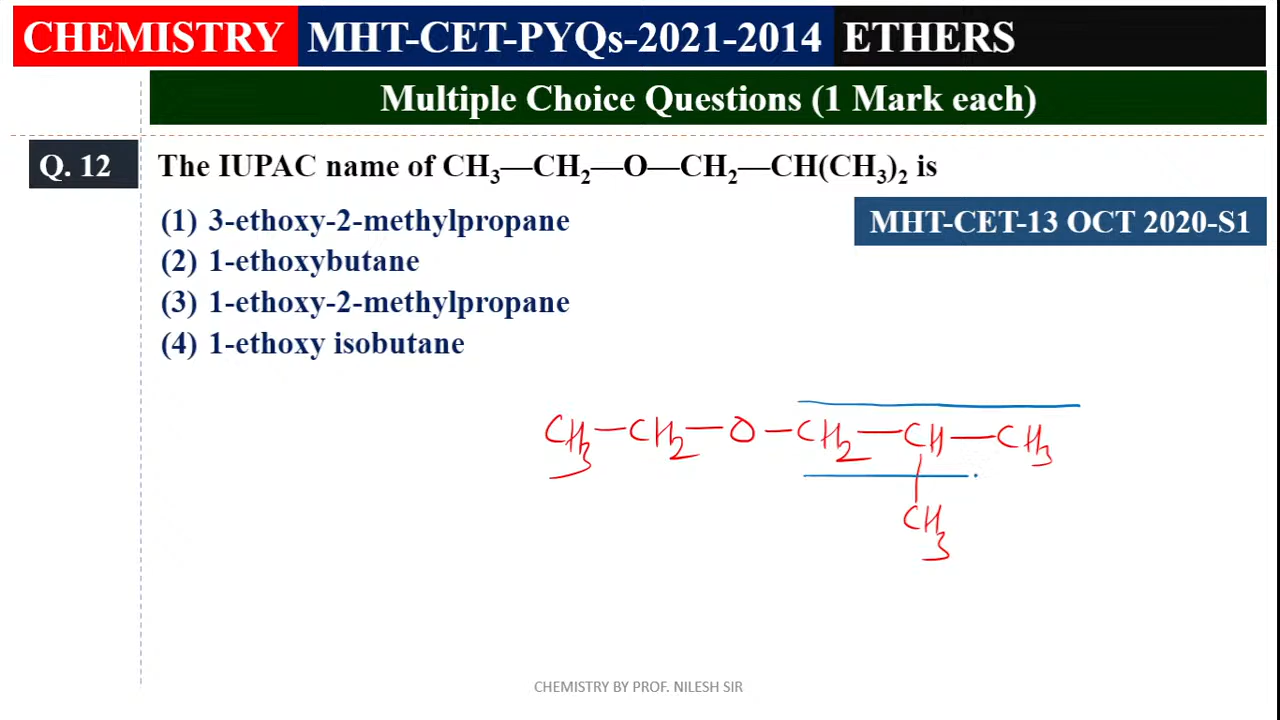 CHEMISTRY MHT-CET-PYQs-2021-2014 ETHERS
Multiple Choice Questions (1 Mark each)
Q. 12 The IUPAC name of CH₃—CH₂—O—CH₂—CH(CH₃)₂ is
(1) 3-ethoxy-2-methylpropane
MHT-CET-13 OCT 2020-S1
(2) 1-ethoxybutane
(3) 1-ethoxy-2-methylpropane
(4) 1-ethoxy isobutane
CH₃—CH₂—O—CH₂—CH—CH₃
CH₃
CHEMISTRY BY PROF. NILESH SIR